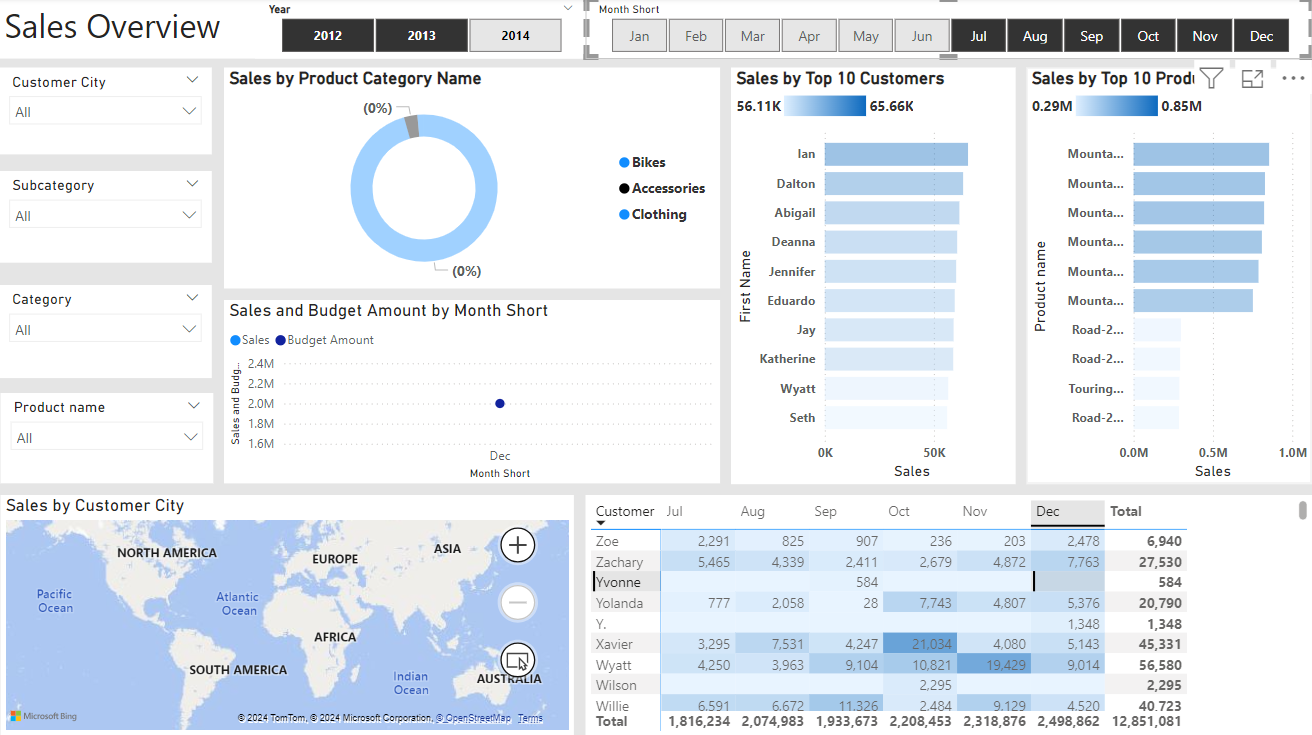 Sales Overview
Year
2012 2013 2014
Month Short
Jan Feb Mar Apr May Jun Jul Aug Sep Oct Nov Dec
Customer City
All
Subcategory
All
Category
All
Product name
All
Sales by Product Category Name
(0%)
(0%)
Bikes
Accessories
Clothing
Sales and Budget Amount by Month Short
Sales Budget Amount
Sales and Budg...
2.4M
2.2M
2.0M
1.8M
1.6M
Dec
Month Short
Sales by Top 10 Customers
56.11K 65.66K
First Name
Ian
Dalton
Abigail
Deanna
Jennifer
Eduardo
Jay
Katherine
Wyatt
Seth
0K 50K
Sales
Sales by Top 10 Produ
0.29M 0.85M
Product name
Mounta...
Mounta...
Mounta...
Mounta...
Mounta...
Mounta...
Road-2...
Road-2...
Touring...
Road-2...
0.0M 0.5M 1.0M
Sales
Sales by Customer City
NORTH AMERICA
EUROPE
ASIA
Pacific
Ocean
Atlantic
Ocean
AFRICA
SOUTH AMERICA
Indian
Ocean
AUSTRALIA
Microsoft Bing
© 2024 TomTom, © 2024 Microsoft Corporation, © OpenStreetMap Terms
Customer Jul Aug Sep Oct Nov Dec Total
Zoe 2,291 825 907 236 203 2,478 6,940
Zachary 5,465 4,339 2,411 2,679 4,872 7,763 27,530
Yvonne 584 584
Yolanda 777 2,058 28 7,743 4,807 5,376 20,790
Y. 1,348 1,348
Xavier 3,295 7,531 4,247 21,034 4,080 5,143 45,331
Wyatt 4,250 3,963 9,104 10,821 19,429 9,014 56,580
Wilson 2,295 2,295
Willie 6,591 6,672 11,326 2,484 9,129 4,520 40,723
Total 1,816,234 2,074,983 1,933,673 2,208,453 2,318,876 2,498,862 12,851,081